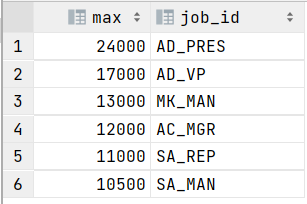 max job_id
1 24000 AD_PRES
2 17000 AD_VP
3 13000 MK_MAN
4 12000 AC_MGR
5 11000 SA_REP
6 10500 SA_MAN